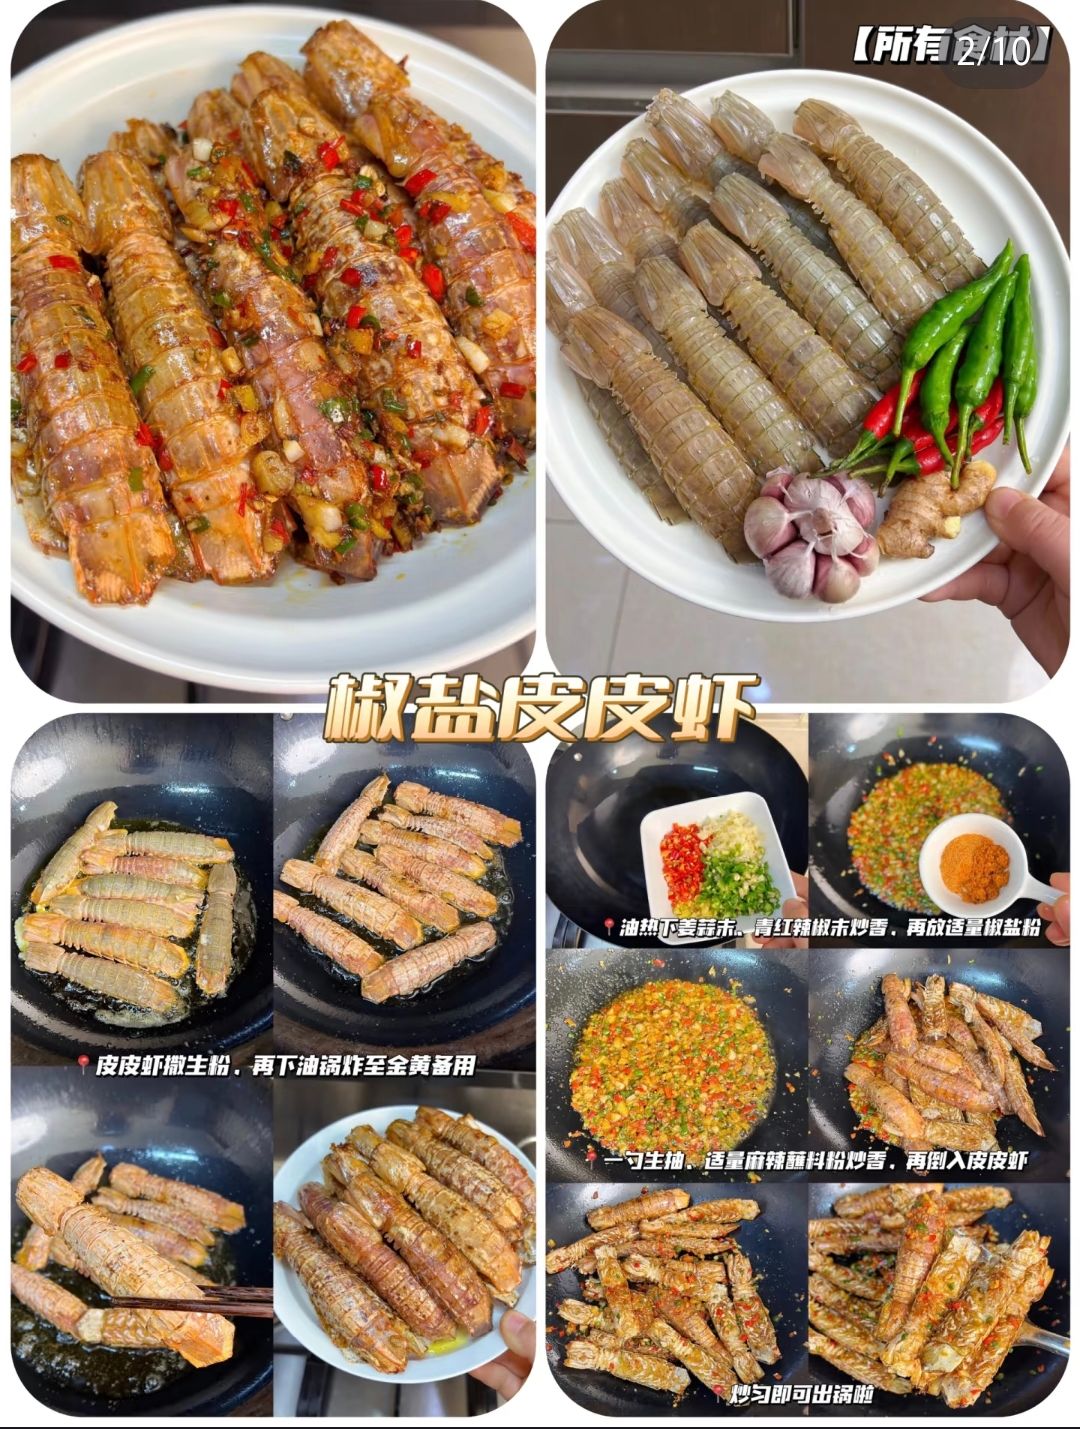 【所有食材】
2/10
椒盐皮皮虾
皮皮虾撒生粉、再下油锅炸至金黄备用
油热下姜蒜末、青红辣椒末炒香、再放适量椒盐粉
一勺生抽、适量麻辣蘸料粉炒香、再倒入皮皮虾
炒匀即可出锅啦